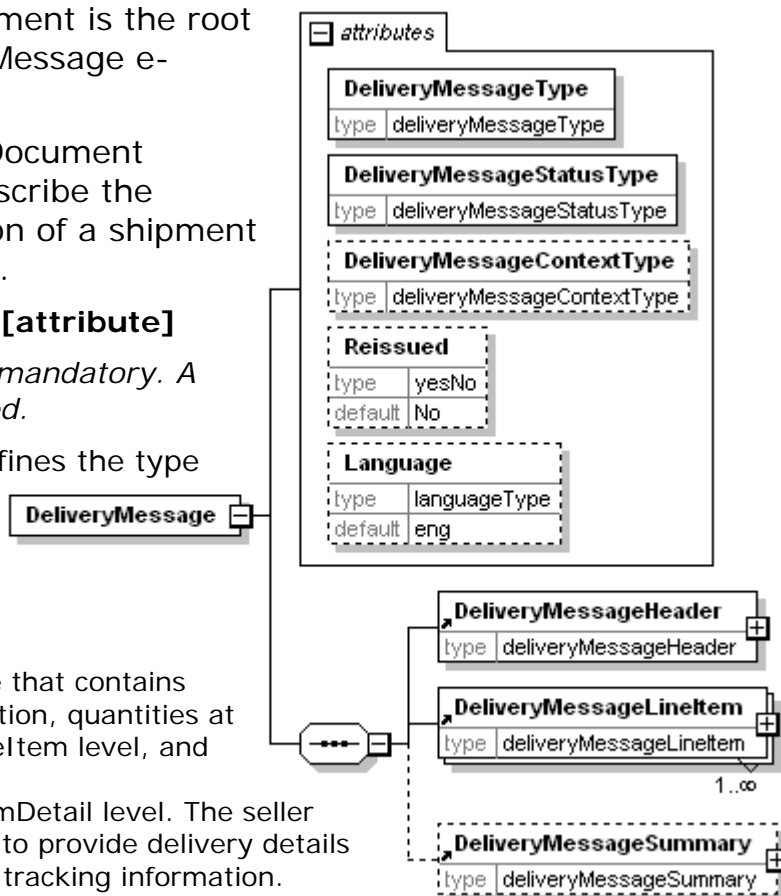 ment is the root
Message e-
Document
scribe the
on of a shipment
.
[attribute]
mandatory. A
ed.
fines the type
e that contains
tion, quantities at
eItem level, and
mDetail level. The seller
to provide delivery details
tracking information.
DeliveryMessage
attributes
DeliveryMessageType
type deliveryMessageType
DeliveryMessageStatusType
type deliveryMessageStatusType
DeliveryMessageContextType
type deliveryMessageContextType
Reissued
type yesNo
default No
Language
type languageType
default eng
DeliveryMessageHeader
type deliveryMessageHeader
DeliveryMessageLineItem
type deliveryMessageLineItem
1..∞
DeliveryMessageSummary
type deliveryMessageSummary